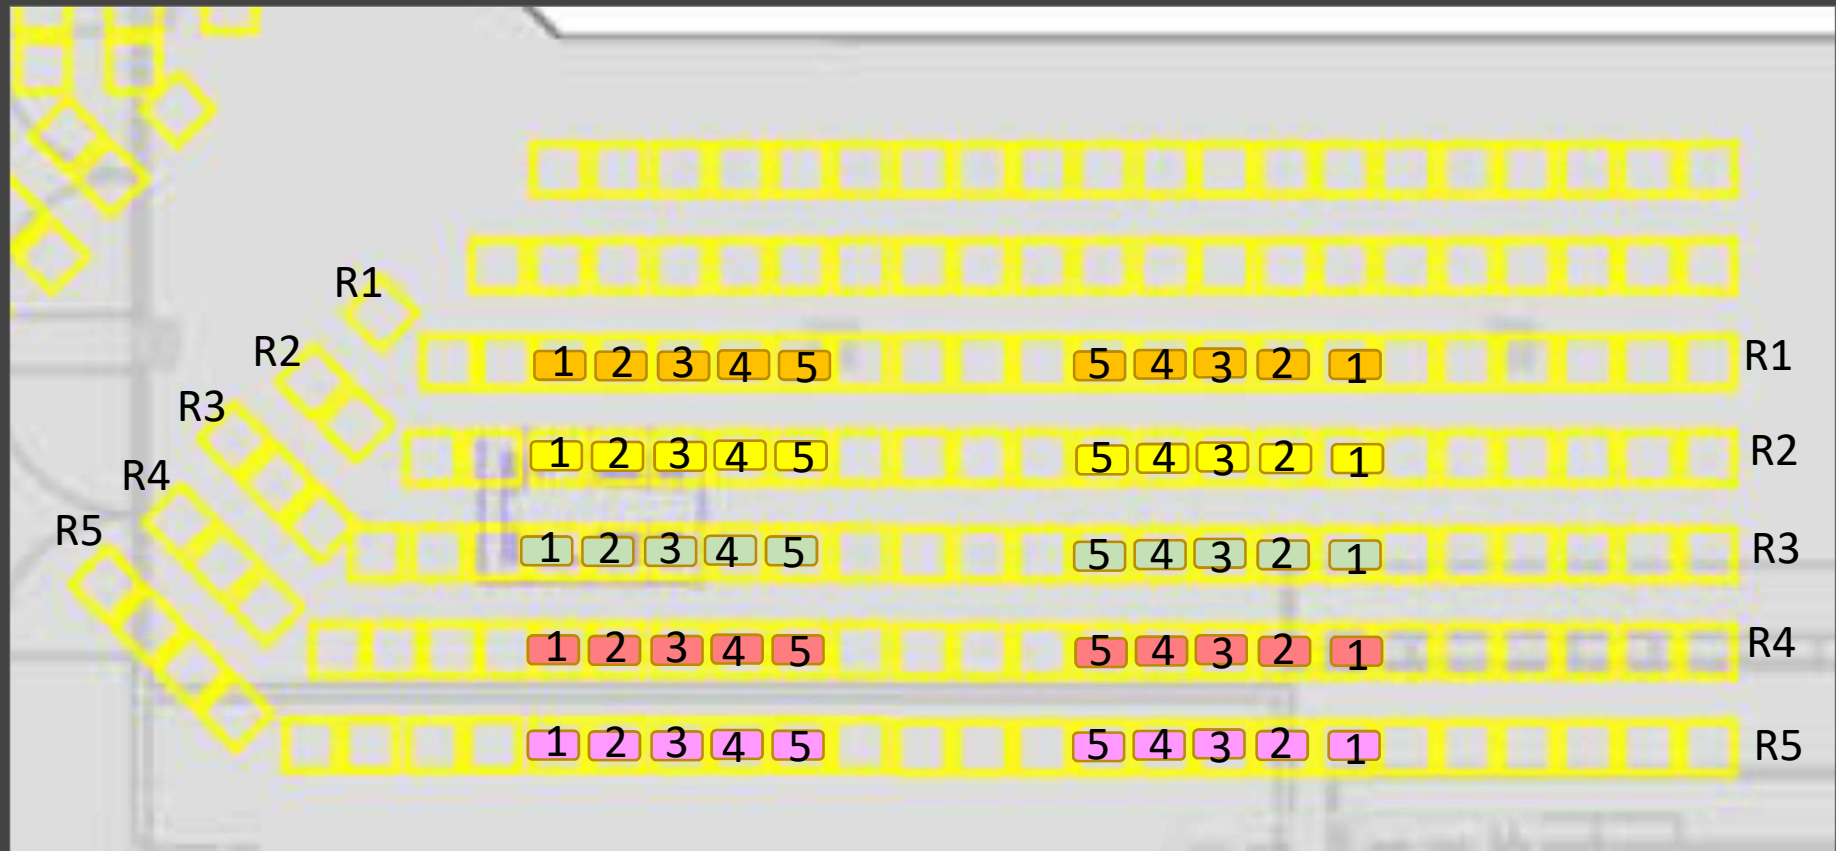 R1
1 2 3 4 5 5 4 3 2 1 R1
R2
1 2 3 4 5 5 4 3 2 1 R2
R3
1 2 3 4 5 5 4 3 2 1 R3
R4
1 2 3 4 5 5 4 3 2 1 R4
R5
1 2 3 4 5 5 4 3 2 1 R5